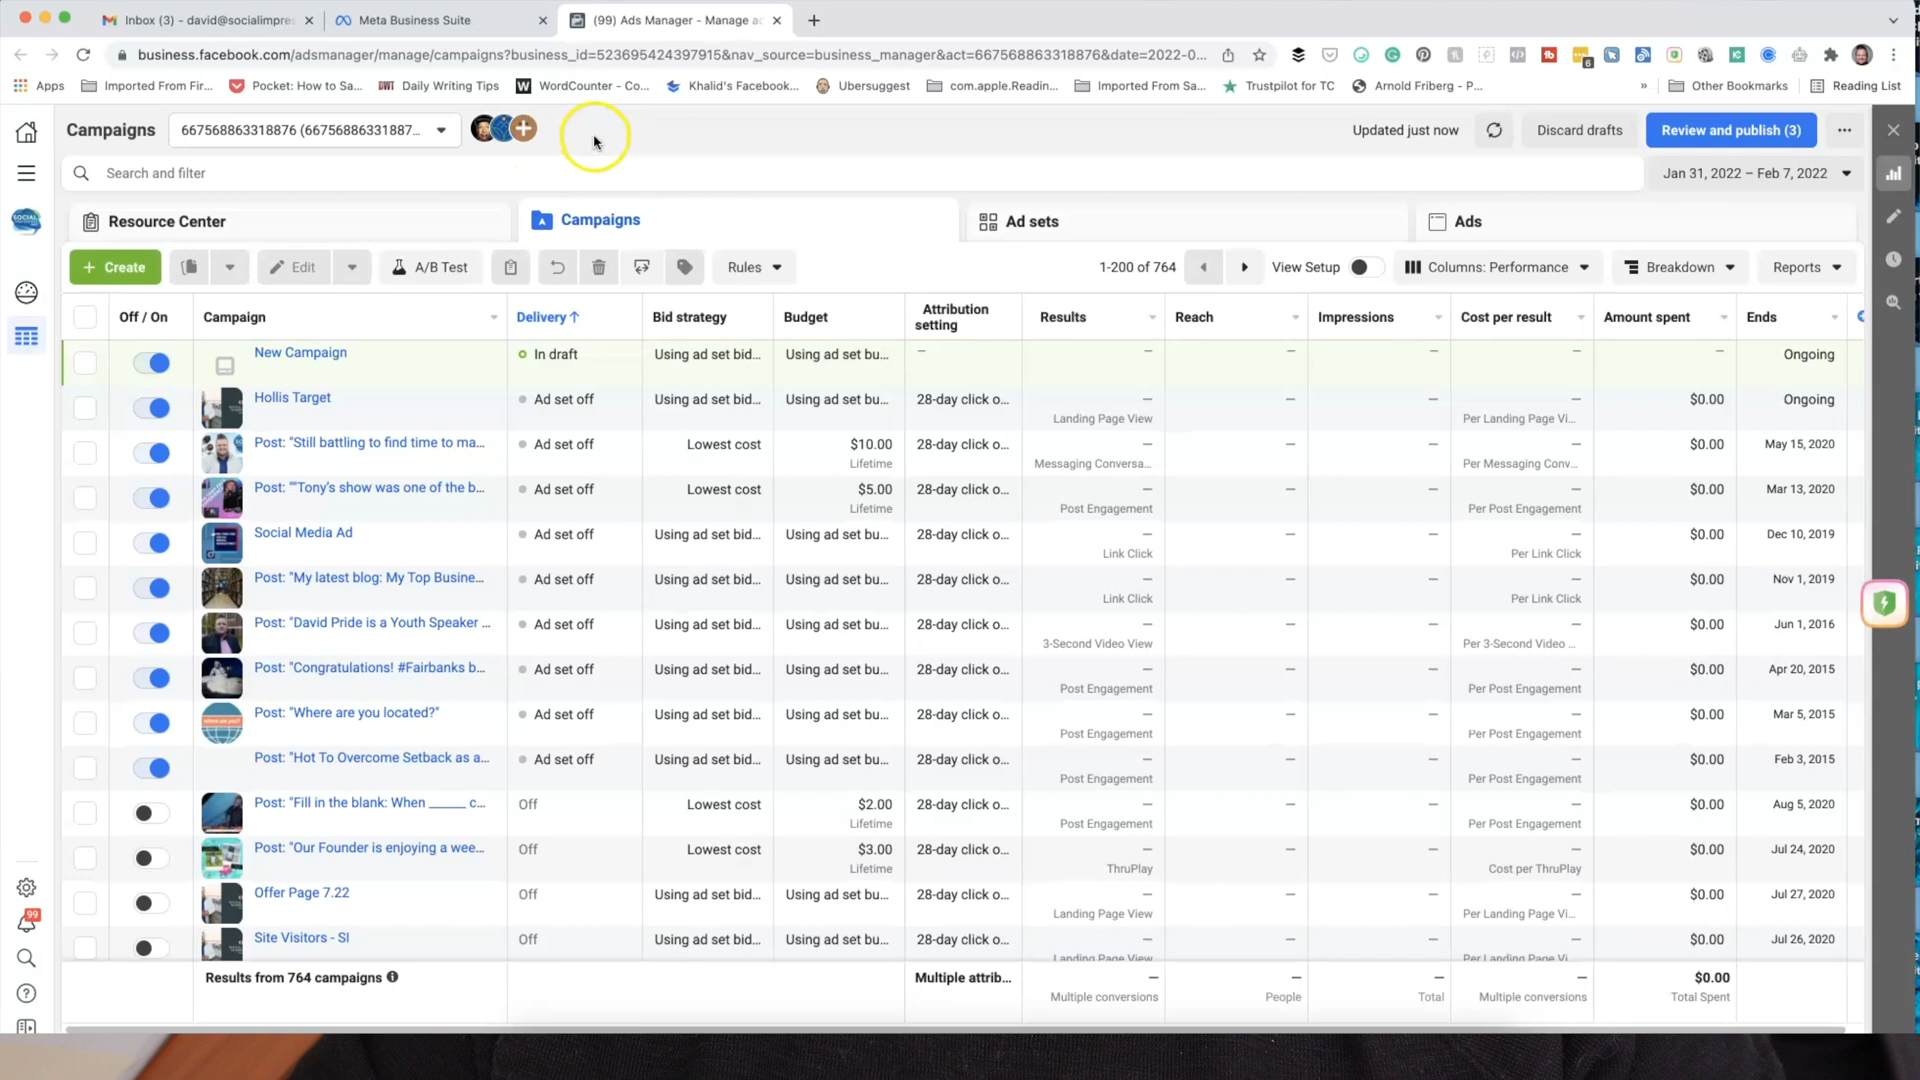 Inbox (3) - david@socialimpres
Meta Business Suite
(99) Ads Manager - Manage ad
business.facebook.com/adsmanager/manage/campaigns?business_id=523695424397915&nav_source=business_manager&act=667568863318876&date=2022-0...
6
Apps
Imported From Fir...
Pocket: How to Sa...
DWT
Daily Writing Tips
W
WordCounter - Co...
Khalid's Facebook...
Ubersuggest
com.apple.Readin...
Imported From Sa...
Trustpilot for TC
Arnold Friberg - P...
»
Other Bookmarks
Reading List
Campaigns
667568863318876 (66756886331887...
Updated just now
Discard drafts
Review and publish (3)
Search and filter
Jan 31, 2022 – Feb 7, 2022
Resource Center
Campaigns
Ad sets
Ads
+ Create
Edit
A/B Test
Rules
1-200 of 764
View Setup
Columns: Performance
Breakdown
Reports
Off / On
Campaign
Delivery ↑
Bid strategy
Budget
Attribution
setting
Results
Reach
Impressions
Cost per result
Amount spent
Ends
New Campaign
In draft
Using ad set bid...
Using ad set bu...
–
–
–
–
–
–
Ongoing
Hollis Target
Ad set off
Using ad set bid...
Using ad set bu...
28-day click o...
–
–
–
–
$0.00
Ongoing
Landing Page View
Per Landing Page Vi...
Post: "Still battling to find time to ma...
Ad set off
Lowest cost
$10.00
28-day click o...
–
–
–
–
$0.00
May 15, 2020
Lifetime
Messaging Conversa...
Per Messaging Conv...
Post: ""Tony's show was one of the b...
Ad set off
Lowest cost
$5.00
28-day click o...
–
–
–
–
$0.00
Mar 13, 2020
Lifetime
Post Engagement
Per Post Engagement
Social Media Ad
Ad set off
Using ad set bid...
Using ad set bu...
28-day click o...
–
–
–
–
$0.00
Dec 10, 2019
Link Click
Per Link Click
Post: "My latest blog: My Top Busine...
Ad set off
Using ad set bid...
Using ad set bu...
28-day click o...
–
–
–
–
$0.00
Nov 1, 2019
Link Click
Per Link Click
Post: "David Pride is a Youth Speaker ...
Ad set off
Using ad set bid...
Using ad set bu...
28-day click o...
–
–
–
–
$0.00
Jun 1, 2016
3-Second Video View
Per 3-Second Video ...
Post: "Congratulations! #Fairbanks b...
Ad set off
Using ad set bid...
Using ad set bu...
28-day click o...
–
–
–
–
$0.00
Apr 20, 2015
Post Engagement
Per Post Engagement
Post: "Where are you located?"
Ad set off
Using ad set bid...
Using ad set bu...
28-day click o...
–
–
–
–
$0.00
Mar 5, 2015
Post Engagement
Per Post Engagement
Post: "Hot To Overcome Setback as a...
Ad set off
Using ad set bid...
Using ad set bu...
28-day click o...
–
–
–
–
$0.00
Feb 3, 2015
Post Engagement
Per Post Engagement
Post: "Fill in the blank: When _____ c...
Off
Lowest cost
$2.00
28-day click o...
–
–
–
–
$0.00
Aug 5, 2020
Lifetime
Post Engagement
Per Post Engagement
Post: "Our Founder is enjoying a wee...
Off
Lowest cost
$3.00
28-day click o...
–
–
–
–
$0.00
Jul 24, 2020
Lifetime
ThruPlay
Cost per ThruPlay
Offer Page 7.22
Off
Using ad set bid...
Using ad set bu...
28-day click o...
–
–
–
–
$0.00
Jul 27, 2020
Landing Page View
Per Landing Page Vi...
Site Visitors - SI
Off
Using ad set bid...
Using ad set bu...
28-day click o...
–
–
–
–
$0.00
Jul 26, 2020
Landing Page View
Per Landing Page Vi
99
Results from 764 campaigns
Multiple attrib...
–
–
–
–
$0.00
Multiple conversions
People
Total
Multiple conversions
Total Spent